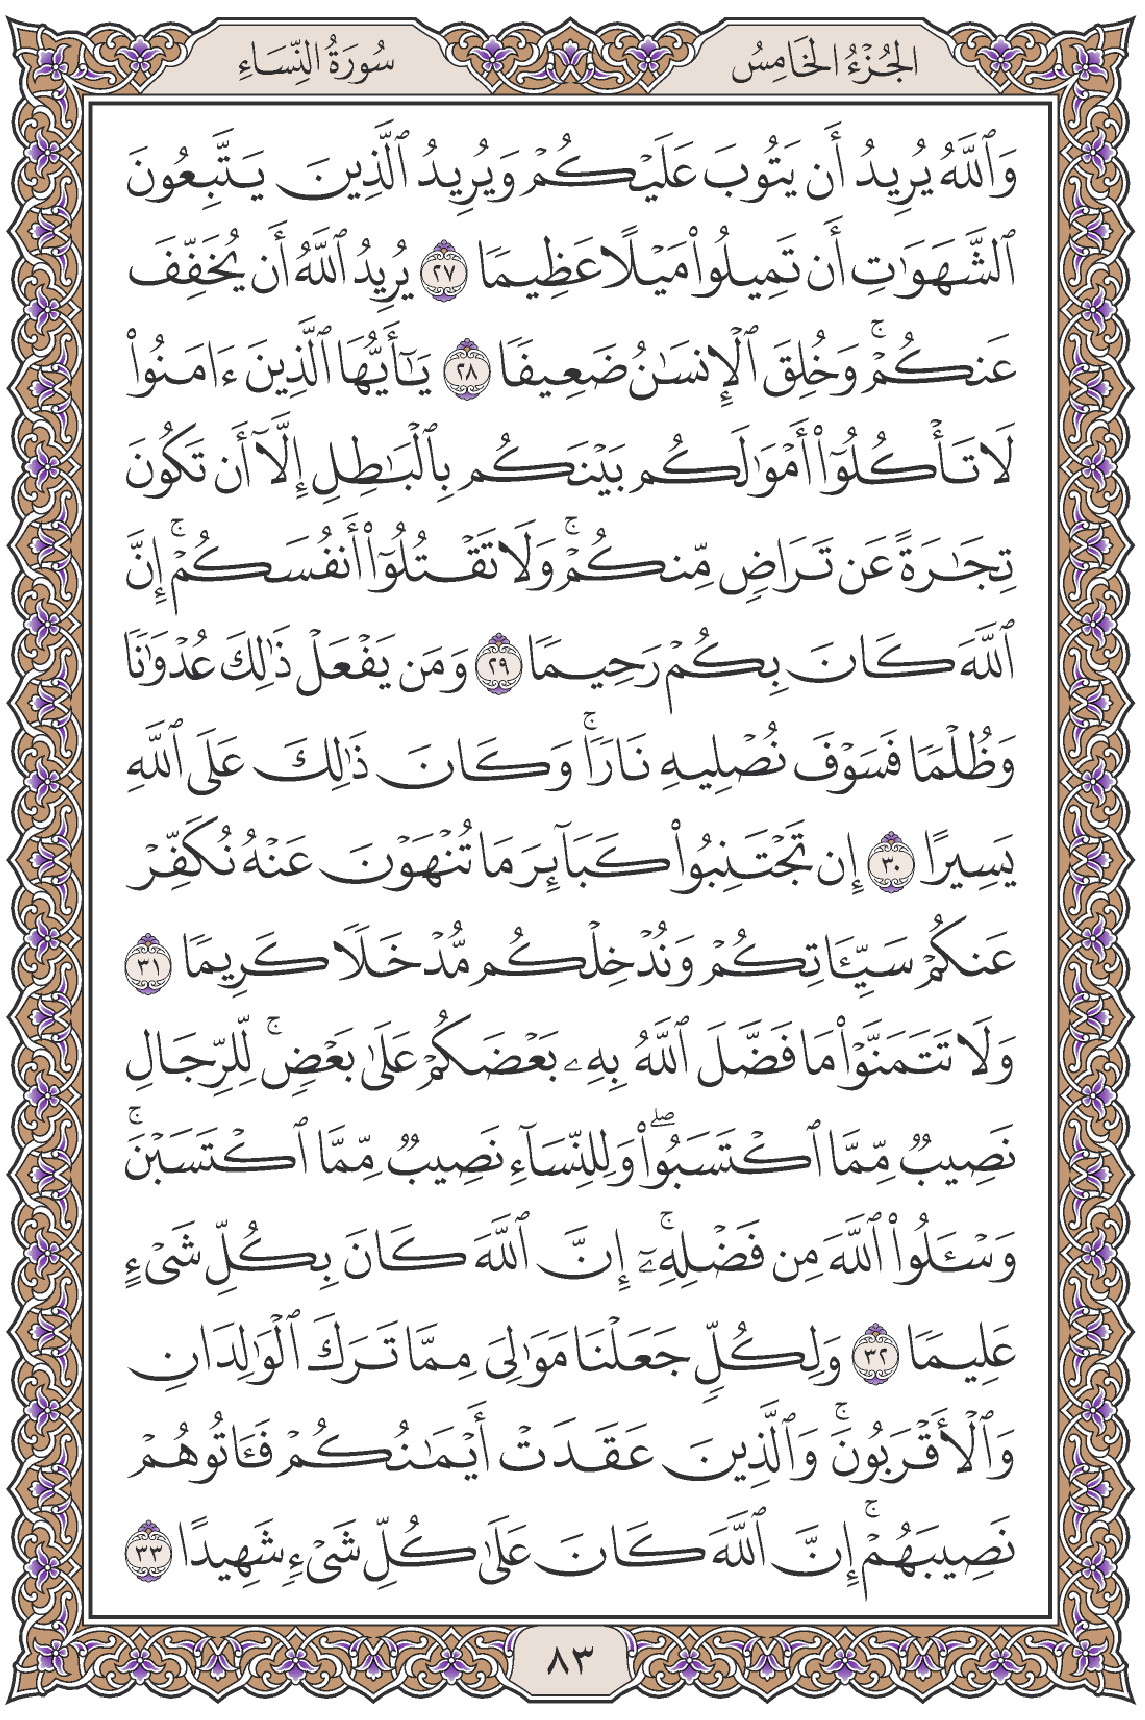 الجُزْءُ الخَامِسُ
سُورَةُ النِّسَاءِ
وَٱللَّهُ يُرِيدُ أَن يَتُوبَ عَلَيْكُمْ وَيُرِيدُ ٱلَّذِينَ يَتَّبِعُونَ
ٱلشَّهَوَٰتِ أَن تَمِيلُوا۟ مَيْلًا عَظِيمًا ٢٧ يُرِيدُ ٱللَّهُ أَن يُخَفِّفَ
عَنكُمْ ۚ وَخُلِقَ ٱلْإِنسَٰنُ ضَعِيفًا ٢٨ يَٰٓأَيُّهَا ٱلَّذِينَ ءَامَنُوا۟
لَا تَأْكُلُوٓا۟ أَمْوَٰلَكُم بَيْنَكُم بِٱلْبَٰطِلِ إِلَّآ أَن تَكُونَ
تِجَٰرَةً عَن تَرَاضٍ مِّنكُمْ ۚ وَلَا تَقْتُلُوٓا۟ أَنفُسَكُمْ ۚ إِنَّ
ٱللَّهَ كَانَ بِكُمْ رَحِيمًا ٢٩ وَمَن يَفْعَلْ ذَٰلِكَ عُدْوَٰنًا
وَظُلْمًا فَسَوْفَ نُصْلِيهِ نَارًا ۚ وَكَانَ ذَٰلِكَ عَلَى ٱللَّهِ
يَسِيرًا ٣٠ إِن تَجْتَنِبُوا۟ كَبَآئِرَ مَا تُنْهَوْنَ عَنْهُ نُكَفِّرْ
عَنكُمْ سَيِّـَٔاتِكُمْ وَنُدْخِلْكُم مُّدْخَلًا كَرِيمًا ٣١
وَلَا تَتَمَنَّوْا۟ مَا فَضَّلَ ٱللَّهُ بِهِۦ بَعْضَكُمْ عَلَىٰ بَعْضٍ ۚ لِّلرِّجَالِ
نَصِيبٌ مِّمَّا ٱكْتَسَبُوا۟ ۖ وَلِلنِّسَآءِ نَصِيبٌ مِّمَّا ٱكْتَسَبْنَ ۚ
وَسْـَٔلُوا۟ ٱللَّهَ مِن فَضْلِهِۦٓ ۚ إِنَّ ٱللَّهَ كَانَ بِكُلِّ شَىْءٍ
عَلِيمًا ٣٢ وَلِكُلٍّ جَعَلْنَا مَوَٰلِىَ مِمَّا تَرَكَ ٱلْوَٰلِدَانِ
وَٱلْأَقْرَبُونَ ۚ وَٱلَّذِينَ عَقَدَتْ أَيْمَٰنُكُمْ فَـَٔاتُوهُمْ
نَصِيبَهُمْ ۚ إِنَّ ٱللَّهَ كَانَ عَلَىٰ كُلِّ شَىْءٍ شَهِيدًا ٣٣
٨٣